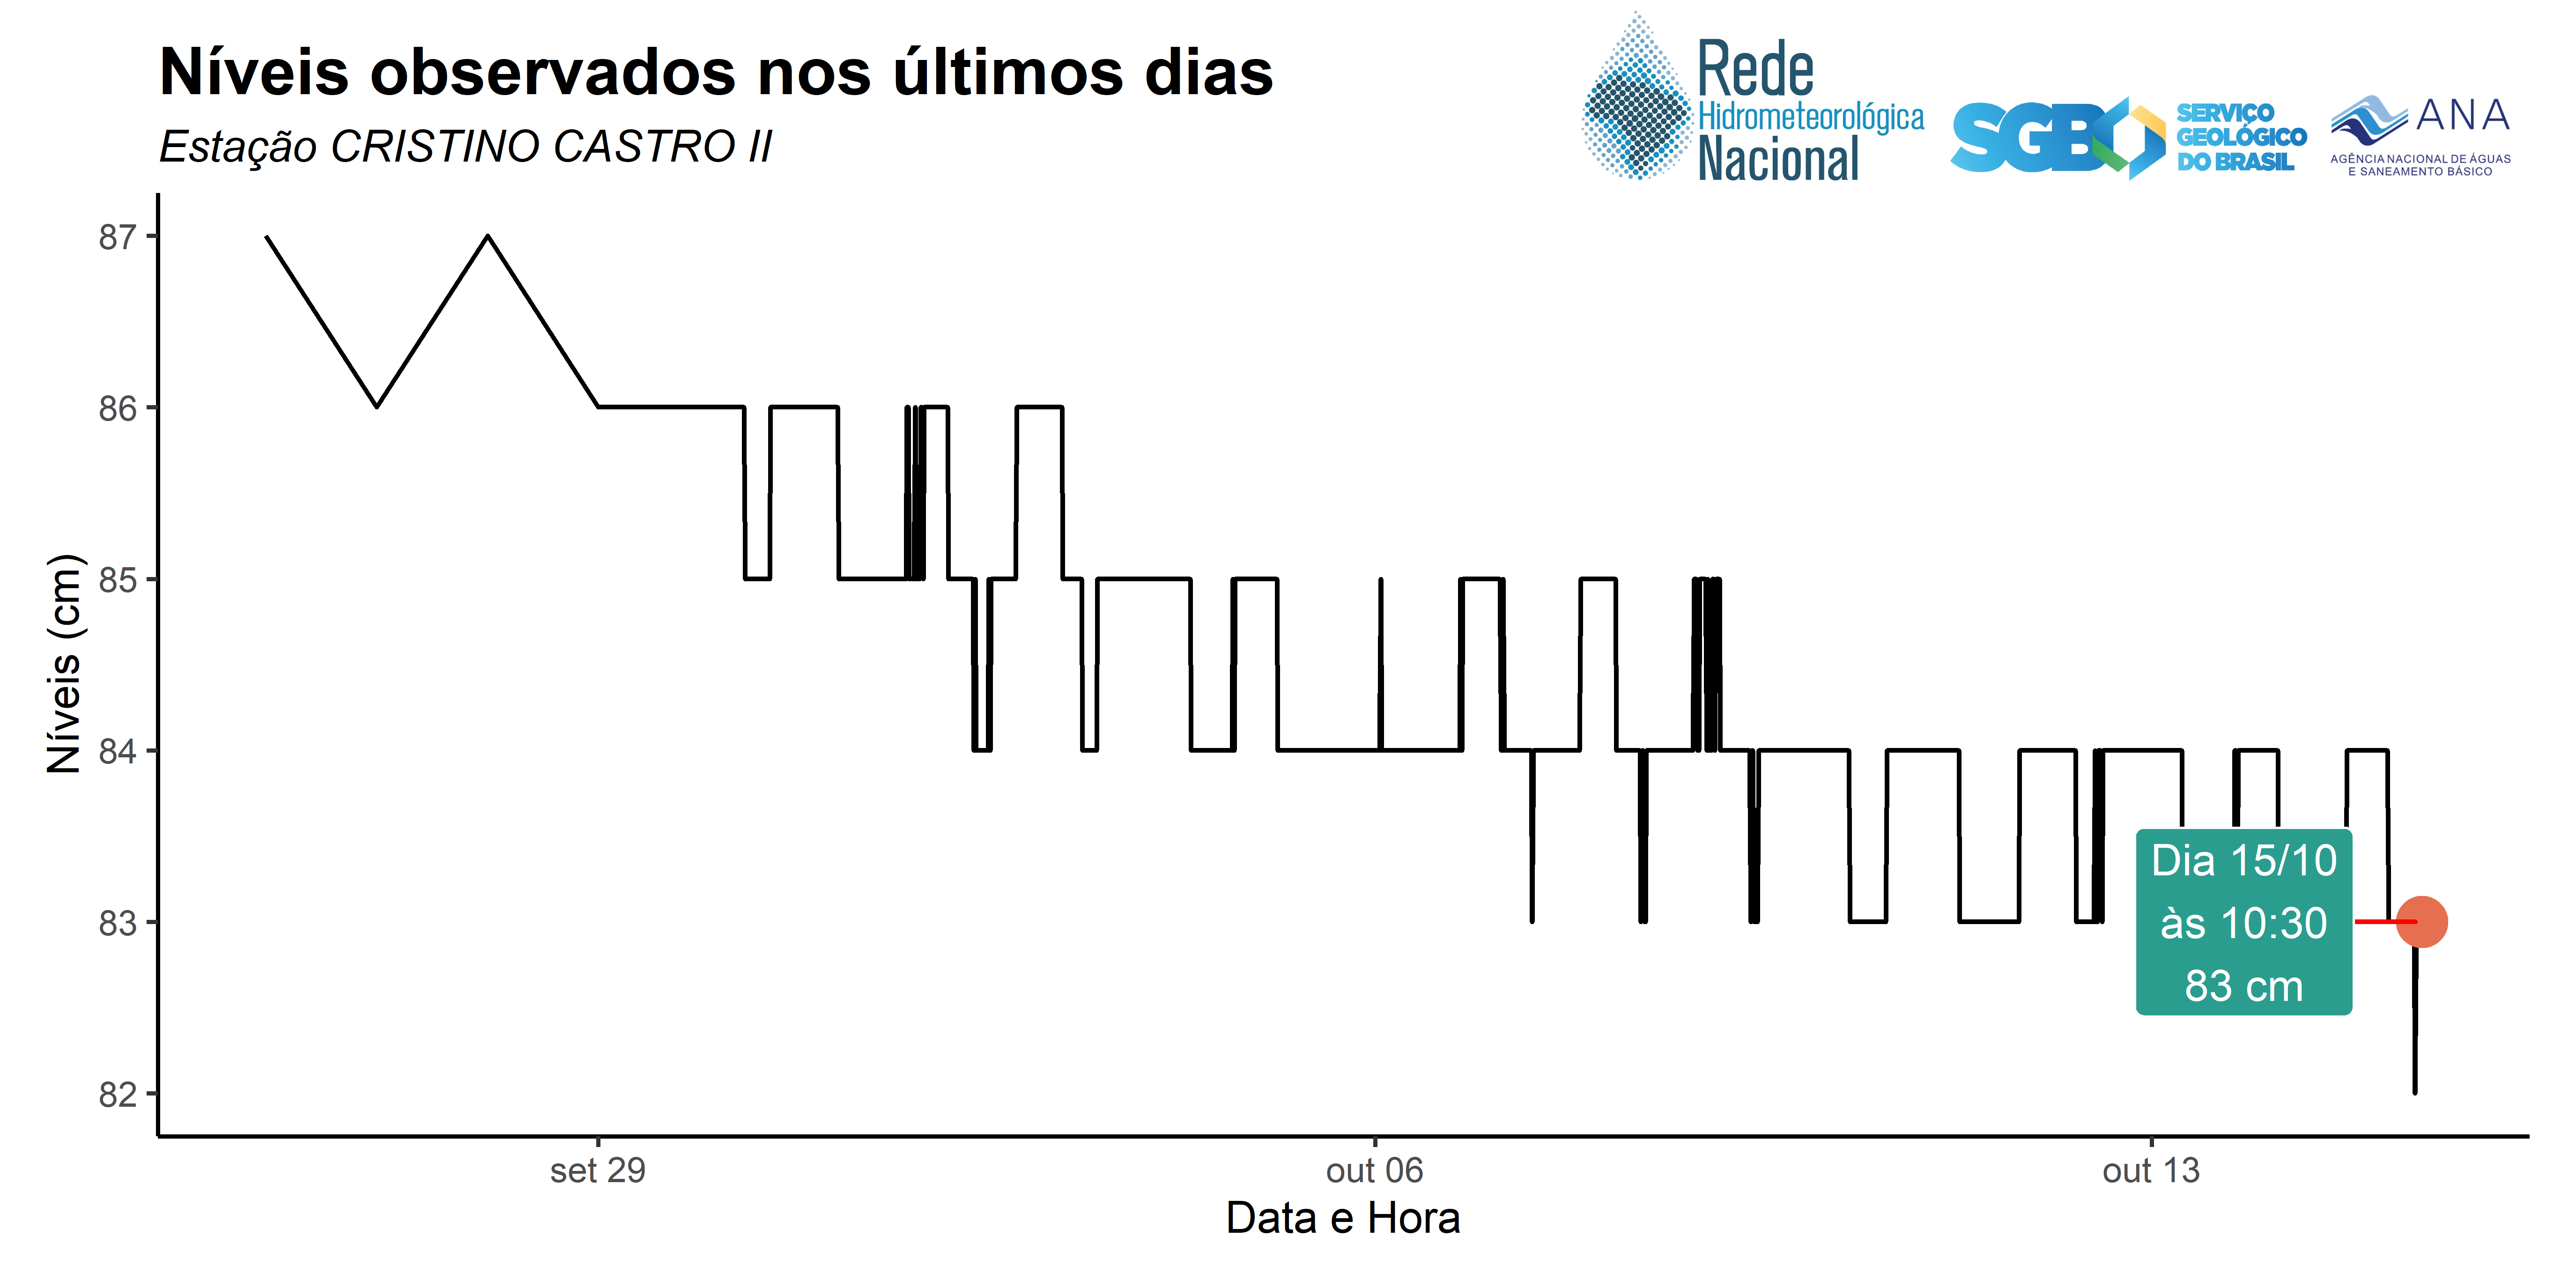 Níveis observados nos últimos dias
Estação CRISTINO CASTRO II
Rede
Hidrometeorológica
Nacional
SGB
SERVIÇO
GEOLÓGICO
DO BRASIL
ANA
AGÊNCIA NACIONAL DE ÁGUAS
E SANEAMENTO BÁSICO
Níveis (cm)
87
86
85
84
83
82
Dia 15/10
às 10:30
83 cm
set 29
out 06
out 13
Data e Hora